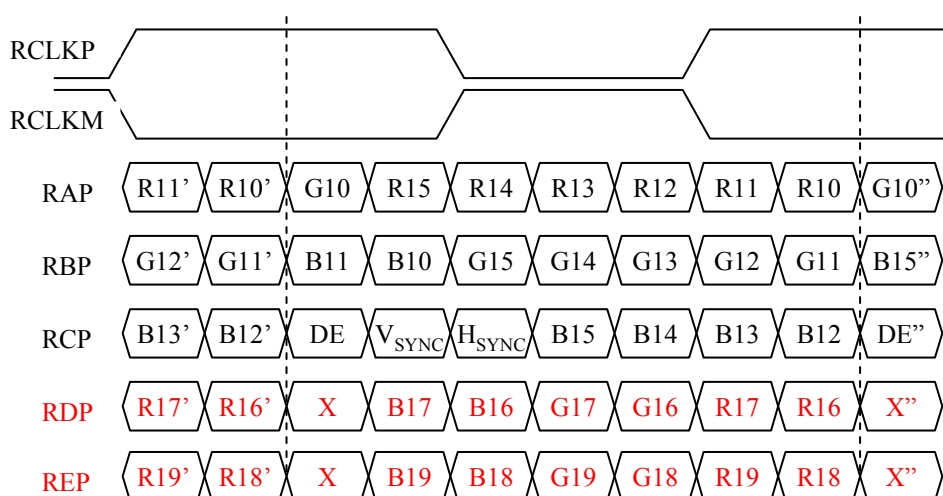 RCLKP
RCLKM
RAP R11’ R10’ G10 R15 R14 R13 R12 R11 R10 G10”
RBP G12’ G11’ B11 B10 G15 G14 G13 G12 G11 B15”
RCP B13’ B12’ DE VSYNC HSYNC B15 B14 B13 B12 DE”
RDP R17’ R16’ X B17 B16 G17 G16 R17 R16 X”
REP R19’ R18’ X B19 B18 G19 G18 R19 R18 X”